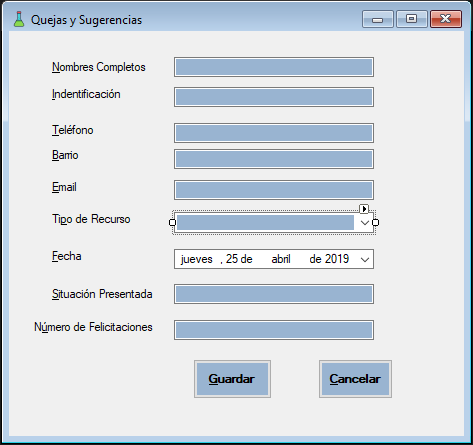 Quejas y Sugerencias
Nombres Completos
Indentificación
Teléfono
Barrio
Email
Tipo de Recurso
Fecha jueves , 25 de abril de 2019
Situación Presentada
Número de Felicitaciones
Guardar Cancelar